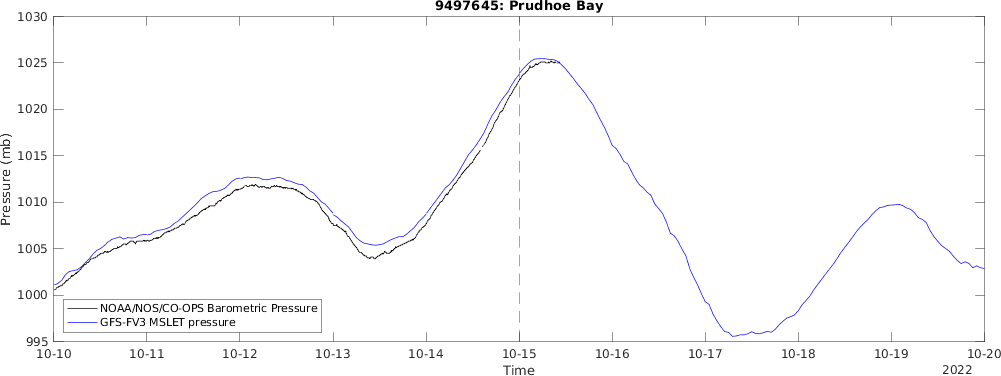 9497645: Prudhoe Bay
Pressure (mb)
1030
1025
1020
1015
1010
1005
1000
995
NOAA/NOS/CO-OPS Barometric Pressure
GFS-FV3 MSLET pressure
10-10 10-11 10-12 10-13 10-14 10-15 10-16 10-17 10-18 10-19 10-20
Time
2022